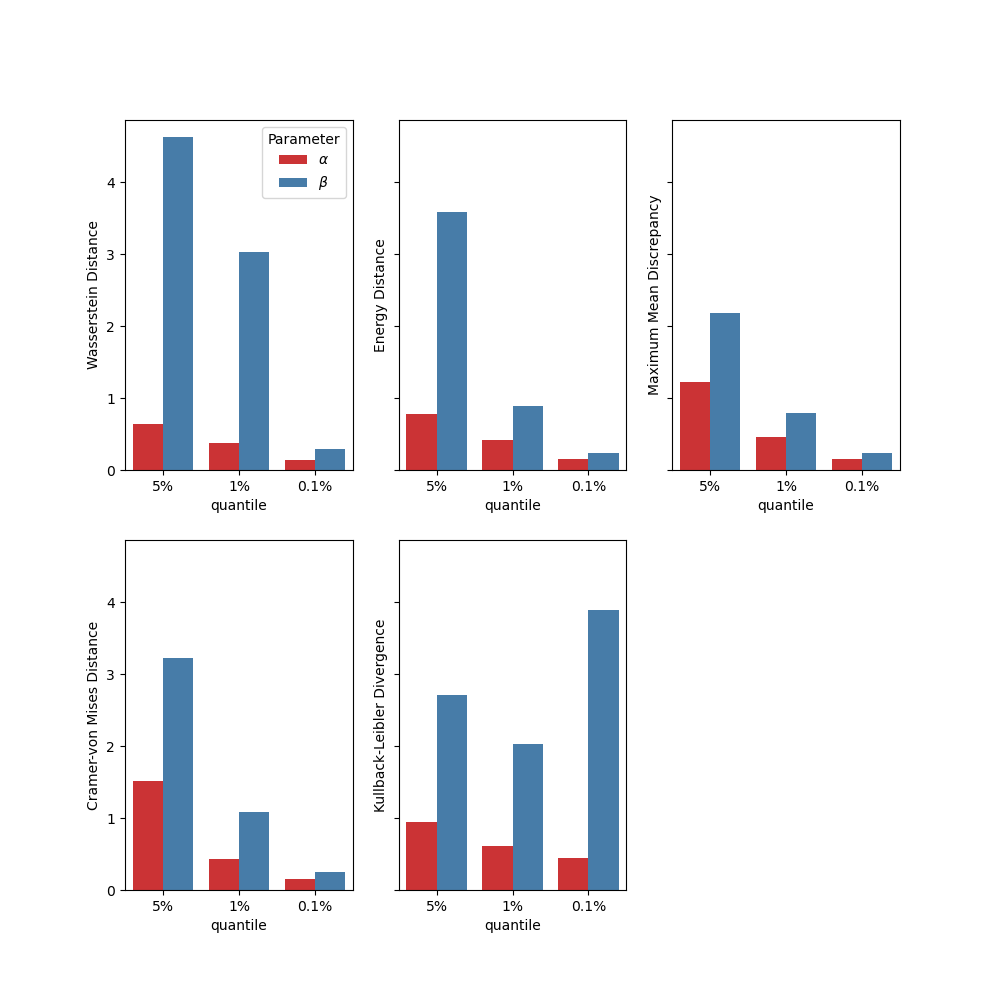 Wasserstein Distance
4
3
2
1
0
Parameter
α
β
5% 1% 0.1%
quantile
Energy Distance
5% 1% 0.1%
quantile
Maximum Mean Discrepancy
5% 1% 0.1%
quantile
Cramer-von Mises Distance
4
3
2
1
0
5% 1% 0.1%
quantile
Kullback-Leibler Divergence
5% 1% 0.1%
quantile